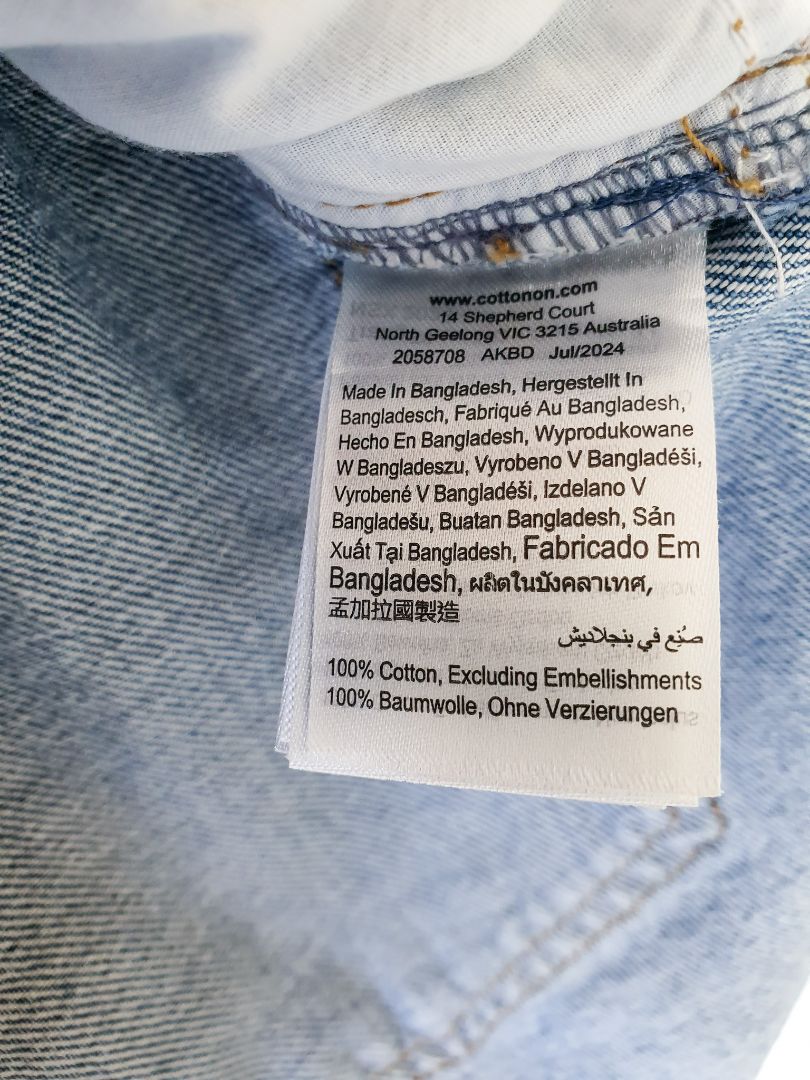 www.cottonon.com
14 Shepherd Court
North Geelong VIC 3215 Australia
2058708 AKBD Jul/2024
Made In Bangladesh, Hergestellt In
Bangladesch, Fabriqué Au Bangladesh,
Hecho En Bangladesh, Wyprodukowane
W Bangladeszu, Vyrobeno V Bangladéši,
Vyrobené V Bangladéši, Izdelano V
Bangladešu, Buatan Bangladesh, Sản
Xuất Tại Bangladesh, Fabricado Em
Bangladesh, ผลิตในบังคลาเทศ,
孟加拉國製造
صُنِع في بنجلاديش
100% Cotton, Excluding Embellishments
100% Baumwolle, Ohne Verzierungen